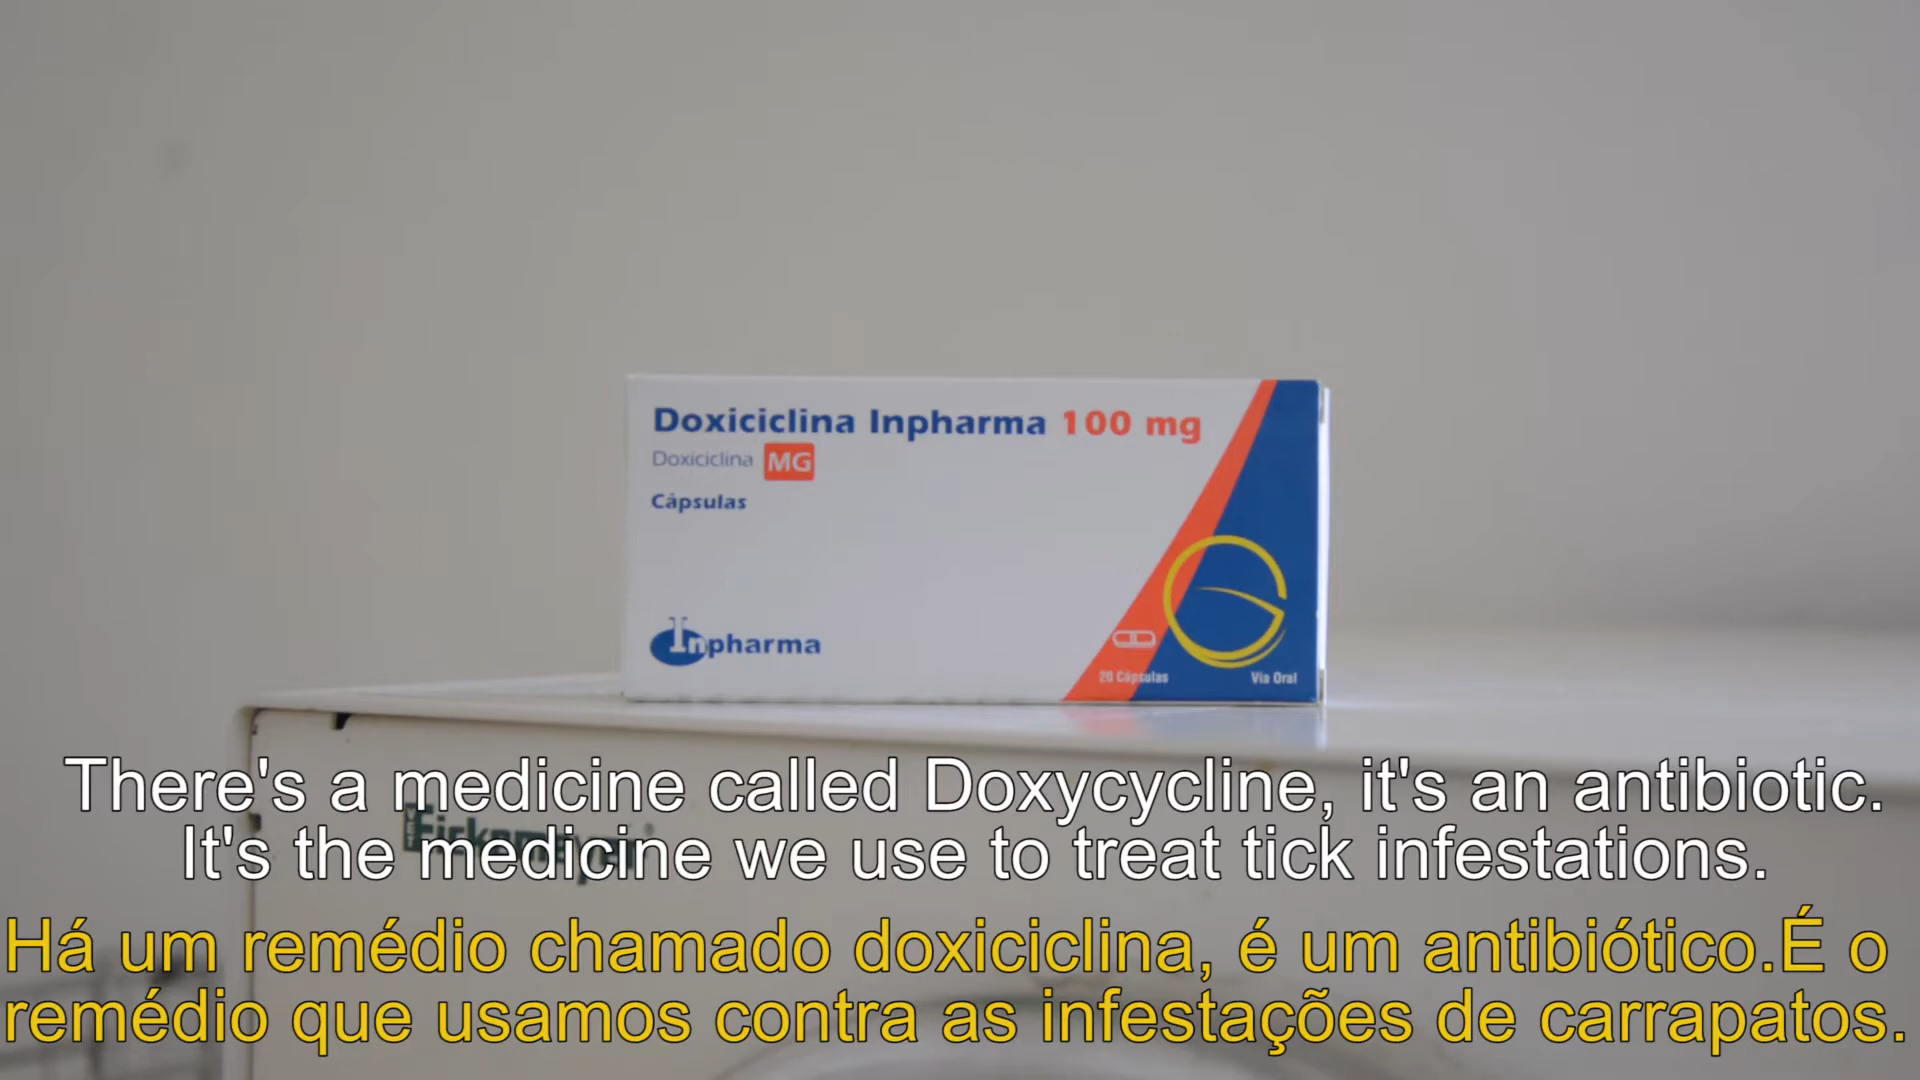 Doxiciclina Inpharma 100 mg
Doxiciclina MG
Cápsulas
Inpharma
20 Cápsulas
Via Oral
There's a medicine called Doxycycline, it's an antibiotic.
It's the medicine we use to treat tick infestations.
Há um remédio chamado doxiciclina, é um antibiótico.É o
remédio que usamos contra as infestações de carrapatos.